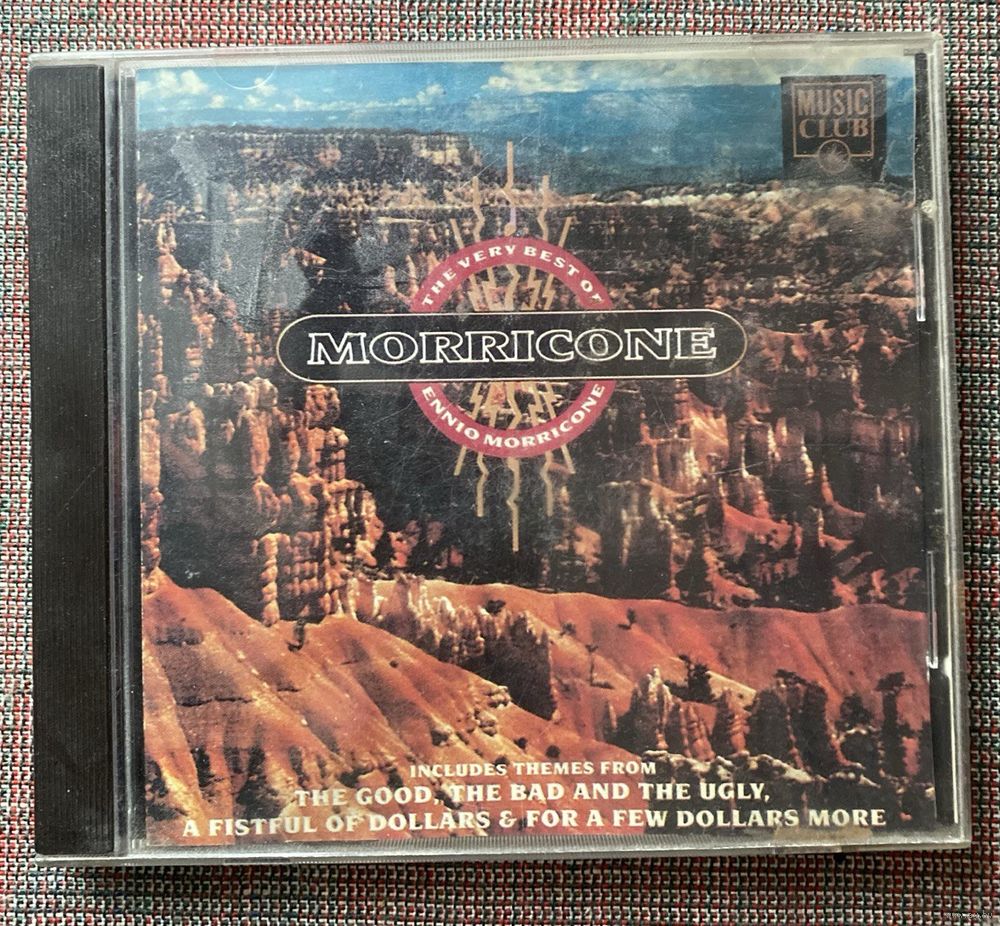 MUSIC
CLUB
THE VERY BEST OF
MORRICONE
ENNIO MORRICONE
INCLUDES THEMES FROM
THE GOOD, THE BAD AND THE UGLY,
A FISTFUL OF DOLLARS & FOR A FEW DOLLARS MORE